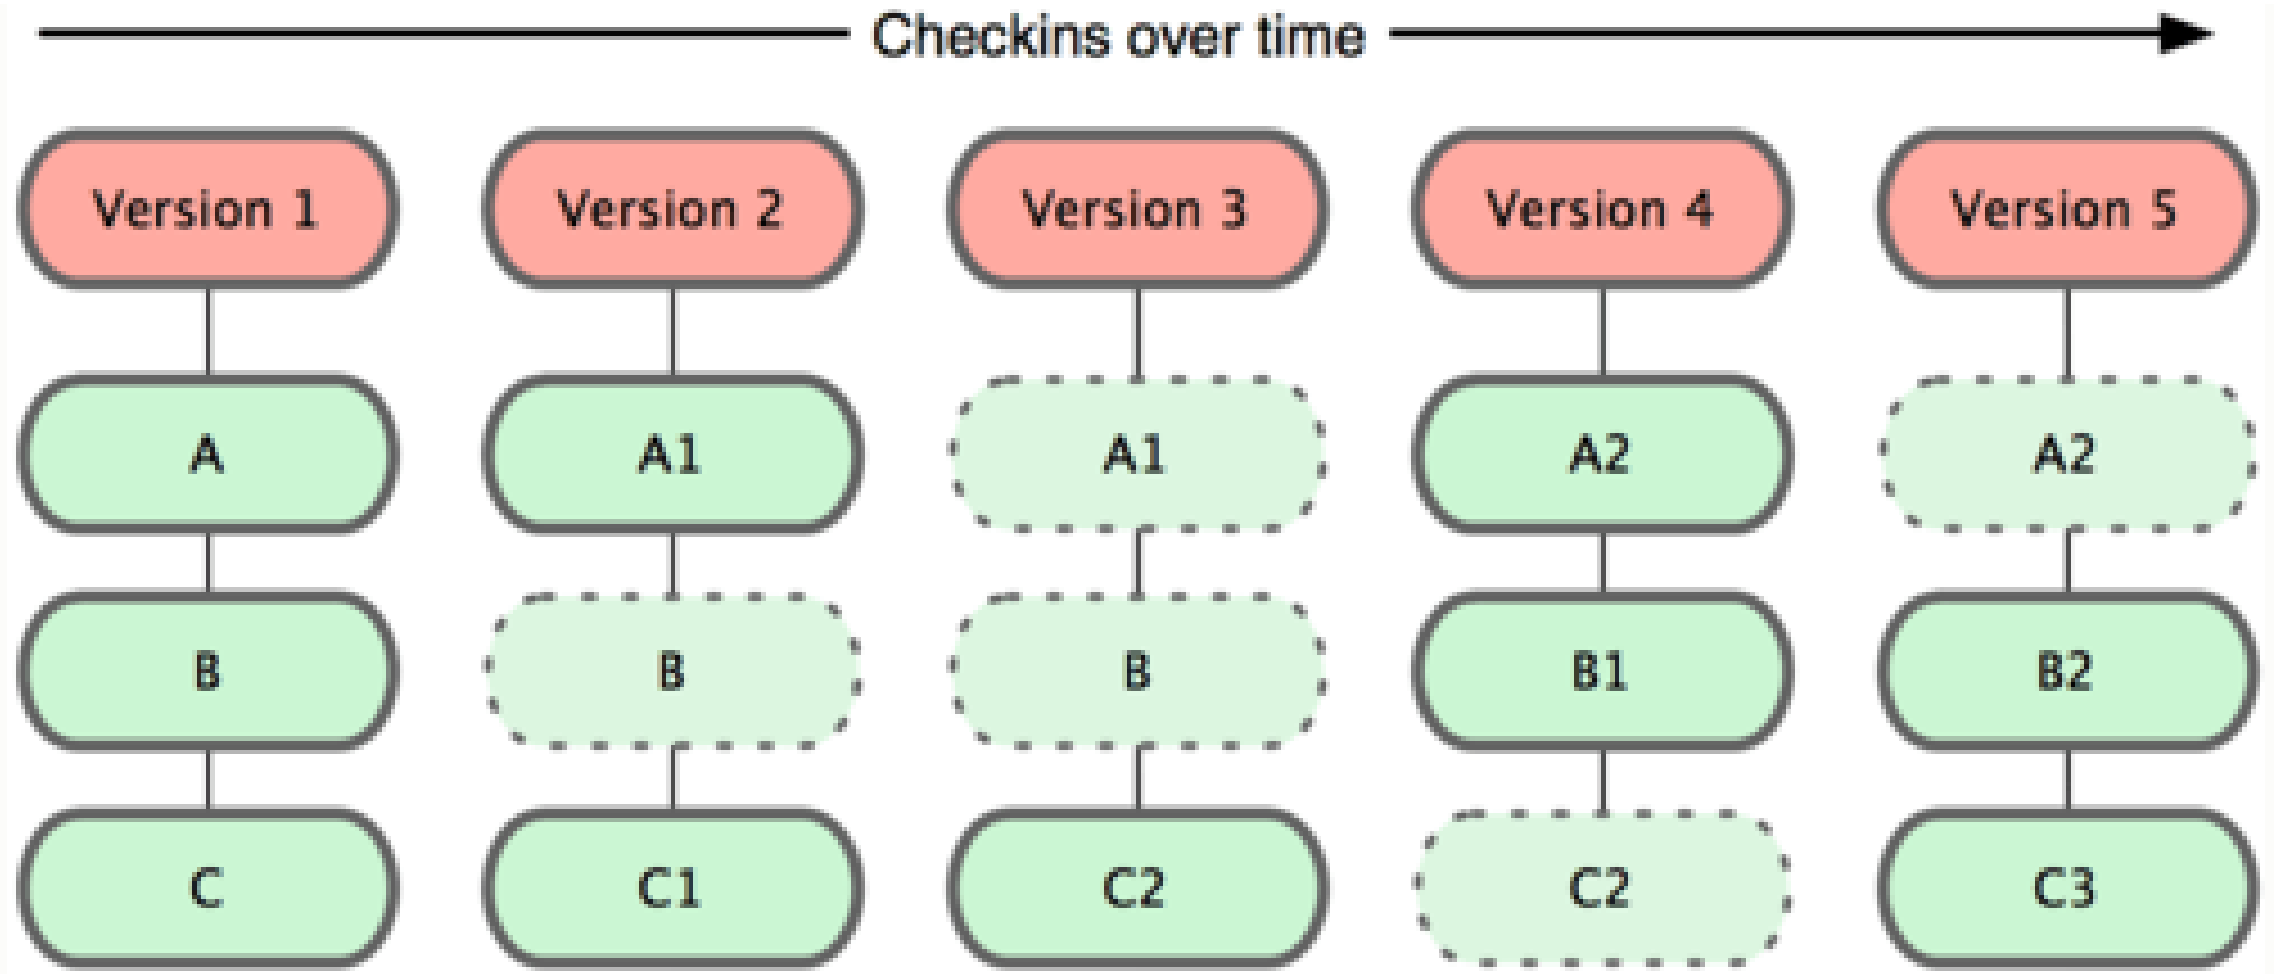 Checkins over time
Version 1 Version 2 Version 3 Version 4 Version 5
A A1 A1 A2 A2
B B B B1 B2
C C1 C2 C2 C3